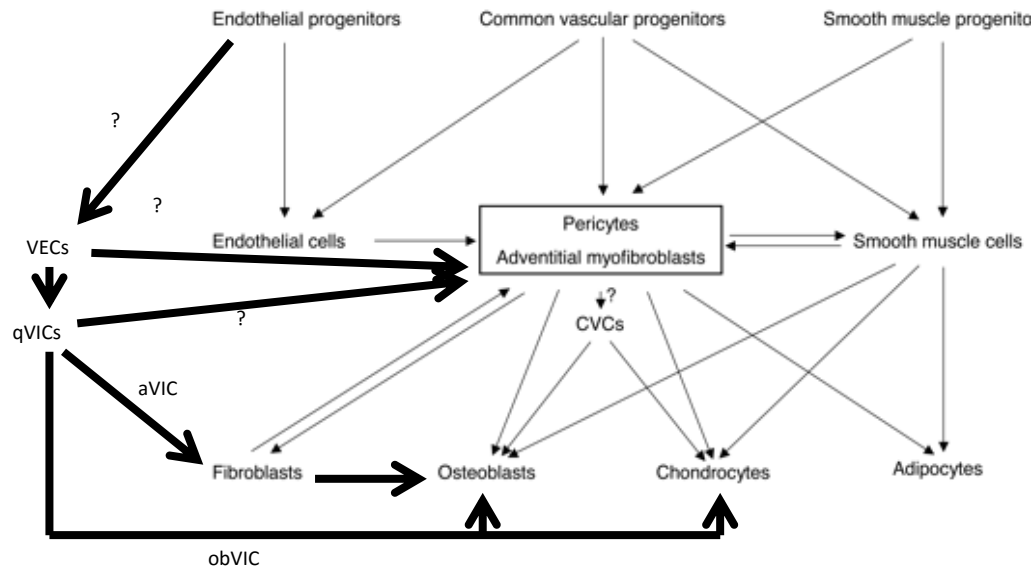 Endothelial progenitors
Common vascular progenitors
Smooth muscle progenito
?
?
VECs
Endothelial cells
Pericytes
Adventitial myofibroblasts
Smooth muscle cells
qVICs
?
?
CVCs
aVIC
Fibroblasts
Osteoblasts
Chondrocytes
Adipocytes
obVIC